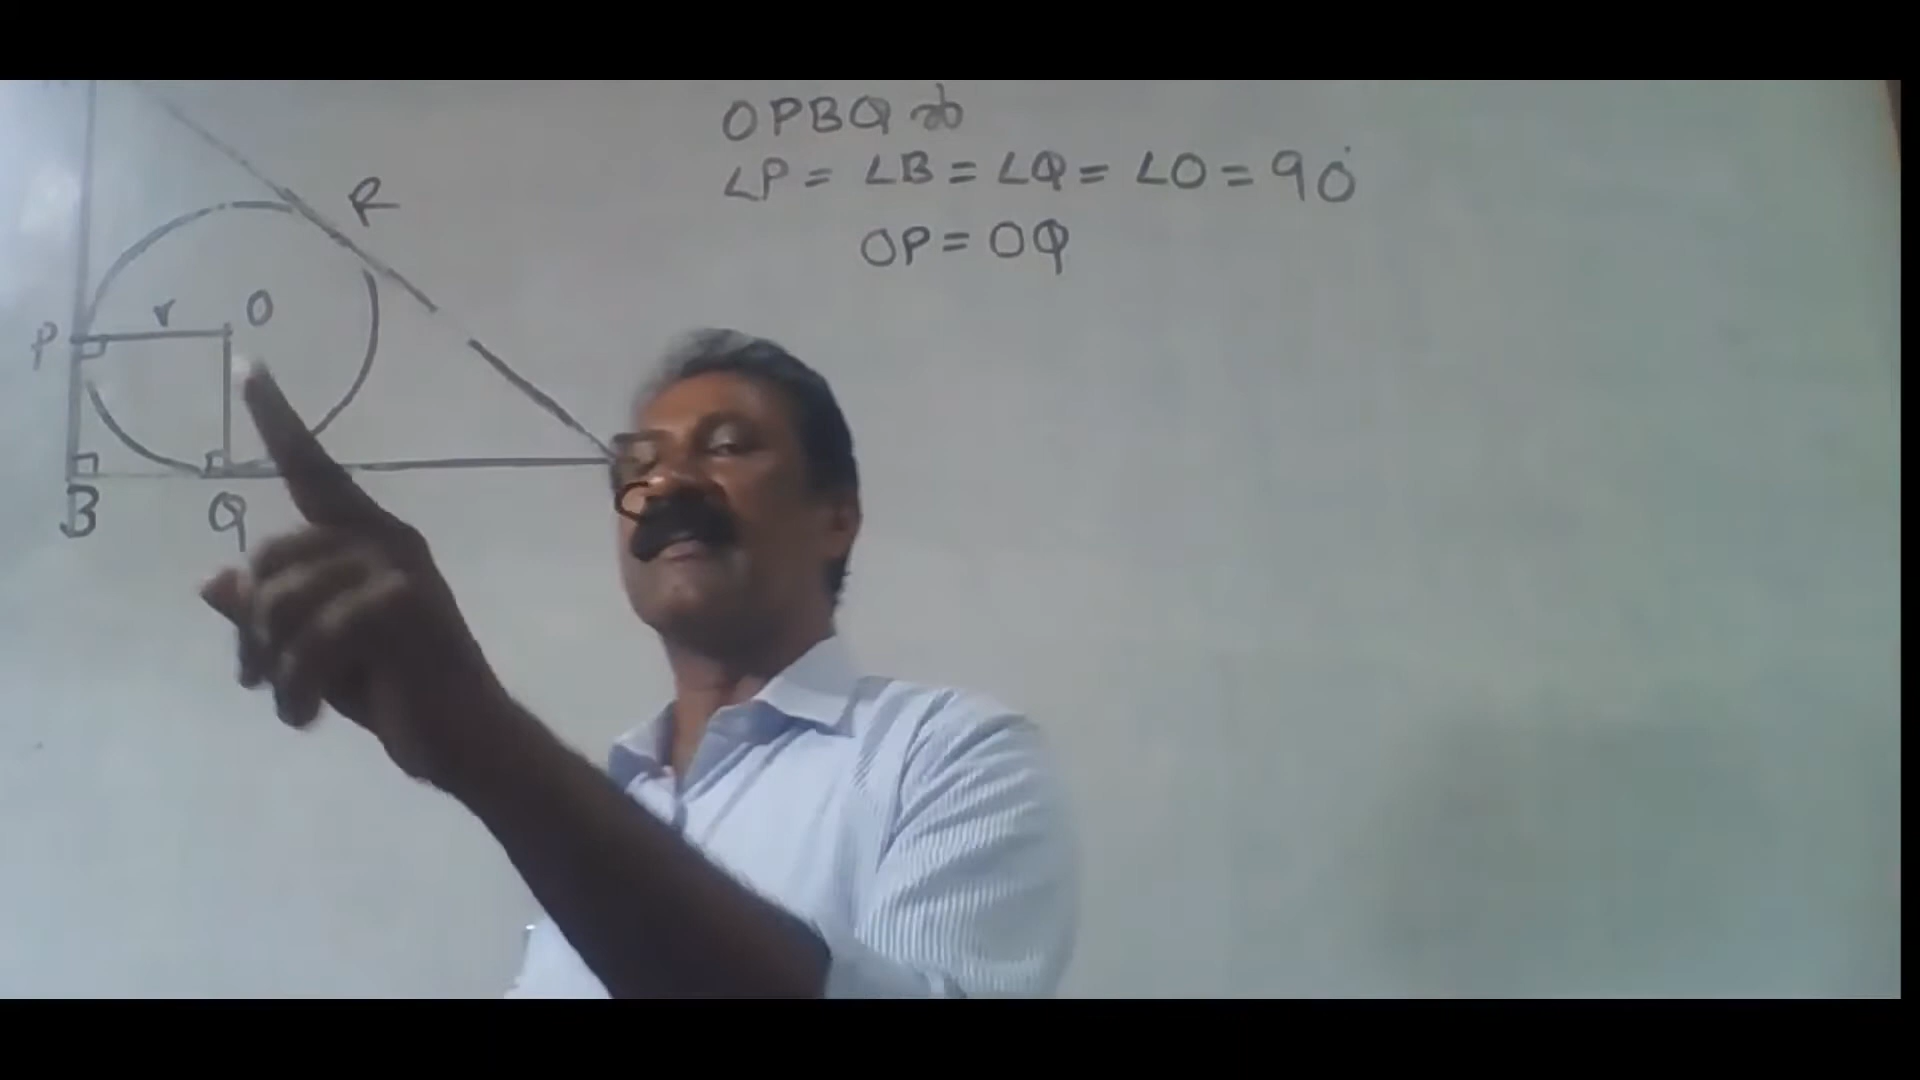 OPBQ ൽ
∠P = ∠B = ∠Q = ∠O = 90°
OP = OQ
R
r O
P
B Q
C